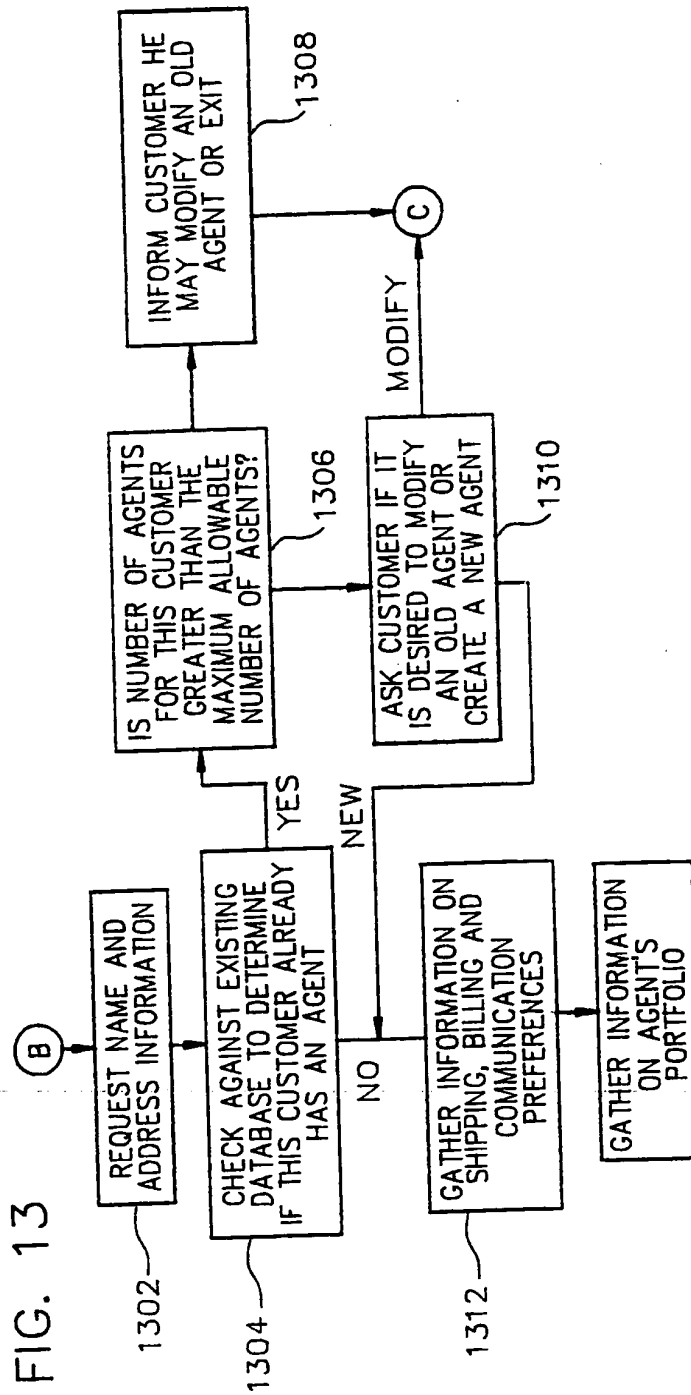 FIG. 13
B
REQUEST NAME AND
ADDRESS INFORMATION
1302
CHECK AGAINST EXISTING
DATABASE TO DETERMINE
IF THIS CUSTOMER ALREADY
HAS AN AGENT
1304
YES
NO
IS NUMBER OF AGENTS
FOR THIS CUSTOMER
GREATER THAN THE
MAXIMUM ALLOWABLE
NUMBER OF AGENTS?
1306
INFORM CUSTOMER HE
MAY MODIFY AN OLD
AGENT OR EXIT
1308
ASK CUSTOMER IF IT
IS DESIRED TO MODIFY
AN OLD AGENT OR
CREATE A NEW AGENT
1310
MODIFY
C
NEW
GATHER INFORMATION ON
SHIPPING, BILLING AND
COMMUNICATION
PREFERENCES
1312
GATHER INFORMATION
ON AGENT'S
PORTFOLIO